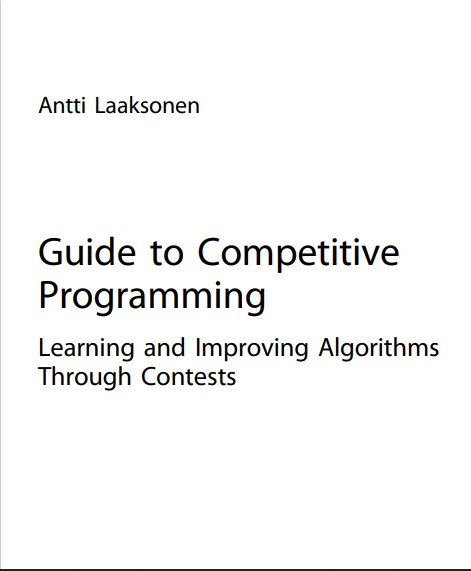 Antti Laaksonen
Guide to Competitive
Programming
Learning and Improving Algorithms
Through Contests